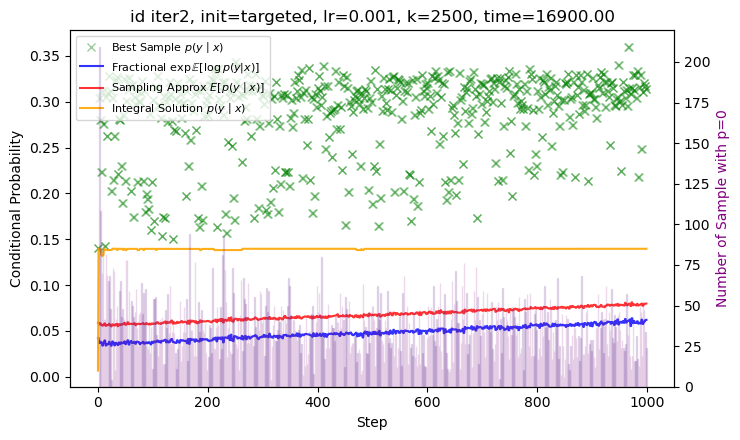 id iter2, init=targeted, lr=0.001, k=2500, time=16900.00
Best Sample p(y | x)
Fractional exp𝔼[log p(y|x)]
Sampling Approx E[p(y | x)]
Integral Solution p(y | x)
Conditional Probability
0.35
0.30
0.25
0.20
0.15
0.10
0.05
0.00
200
175
150
125
100
75
50
25
0
Number of Sample with p=0
0 200 400 600 800 1000
Step